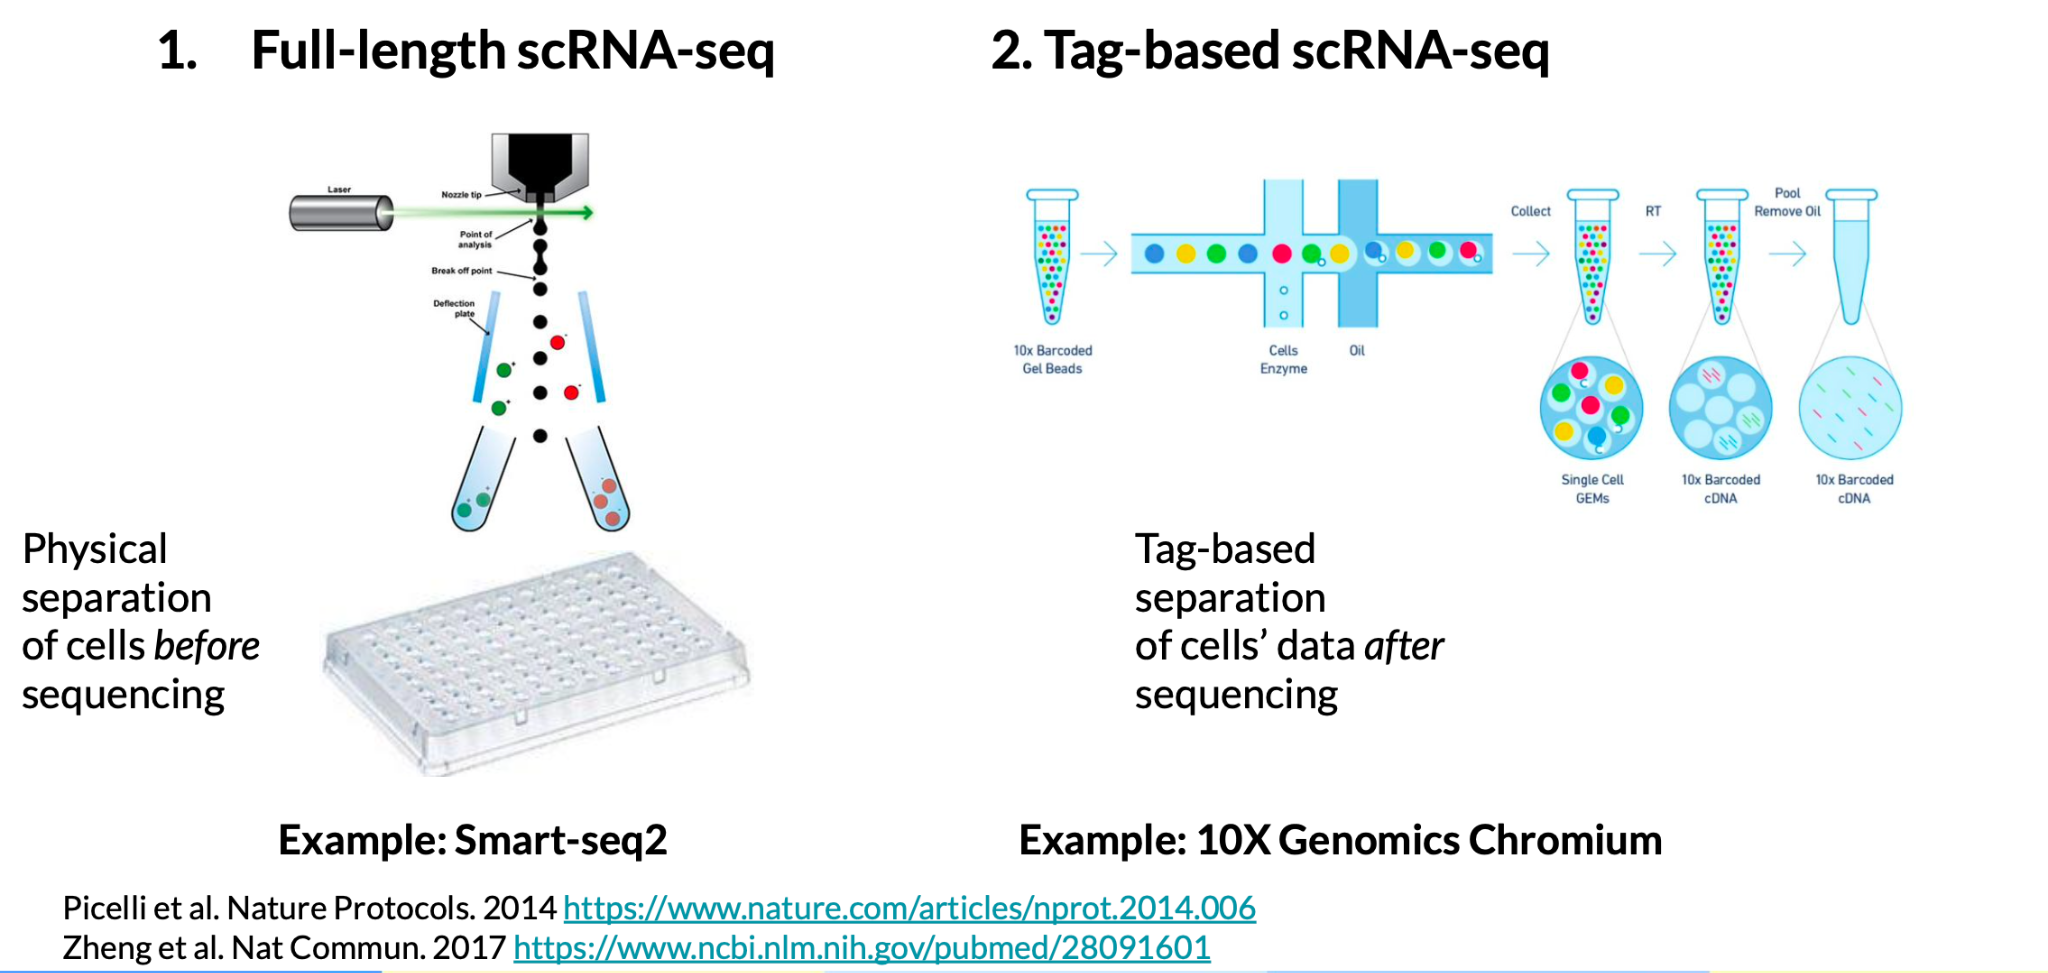 1. Full-length scRNA-seq
Laser
Nozzle tip
Point of
analysis
Break off point
Deflection
plate
+
-
+
-
+
+
-
-
Physical
separation
of cells before
sequencing
Example: Smart-seq2
2. Tag-based scRNA-seq
10x Barcoded
Gel Beads
Cells
Enzyme
Oil
Collect
RT
Pool
Remove Oil
Single Cell
GEMs
10x Barcoded
cDNA
10x Barcoded
cDNA
Tag-based
separation
of cells’ data after
sequencing
Example: 10X Genomics Chromium
Picelli et al. Nature Protocols. 2014 https://www.nature.com/articles/nprot.2014.006
Zheng et al. Nat Commun. 2017 https://www.ncbi.nlm.nih.gov/pubmed/28091601